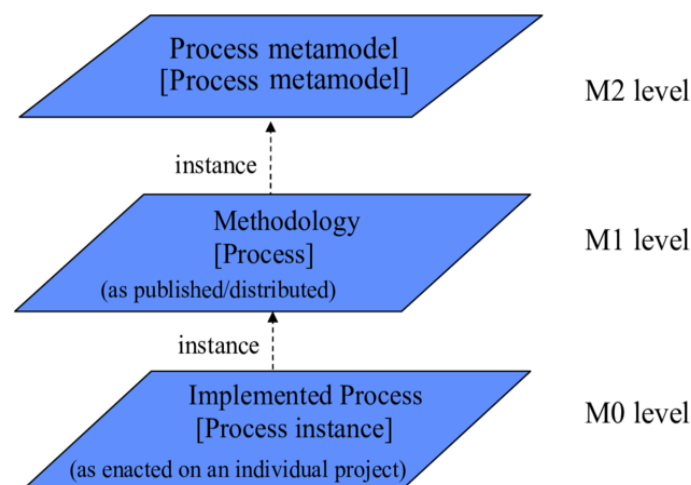 Process metamodel
[Process metamodel]
M2 level
instance
Methodology
[Process]
(as published/distributed)
M1 level
instance
Implemented Process
[Process instance]
(as enacted on an individual project)
M0 level